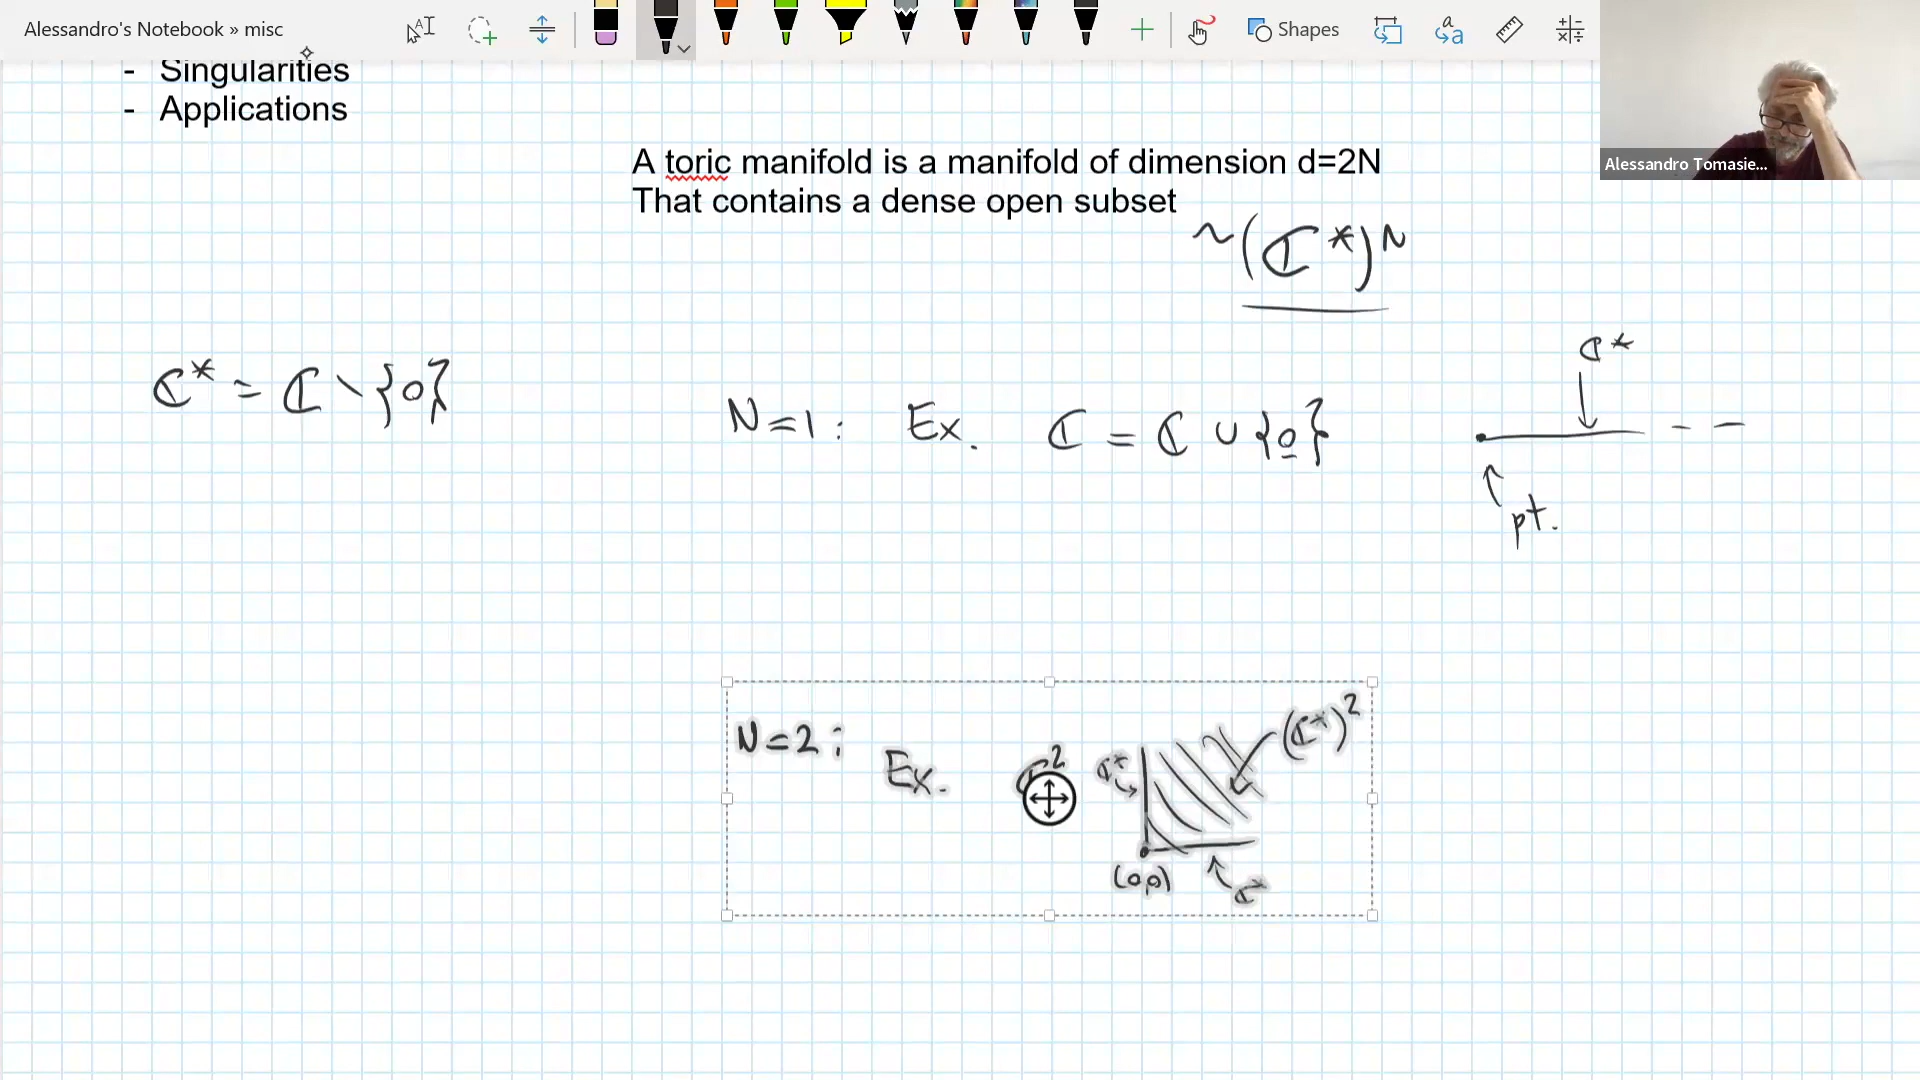 Alessandro's Notebook » misc
Shapes
- Singularities
- Applications
Alessandro Tomasie...
A toric manifold is a manifold of dimension d=2N
That contains a dense open subset
~(ℂ*)ᴺ
ℂ* = ℂ \ {0}
N=1: Ex. ℂ = ℂ ∪ {0}
ℂ*
pt.
N=2: Ex. ℂ²
ℂ*
(ℂ*)²
(0,0)
ℂ*